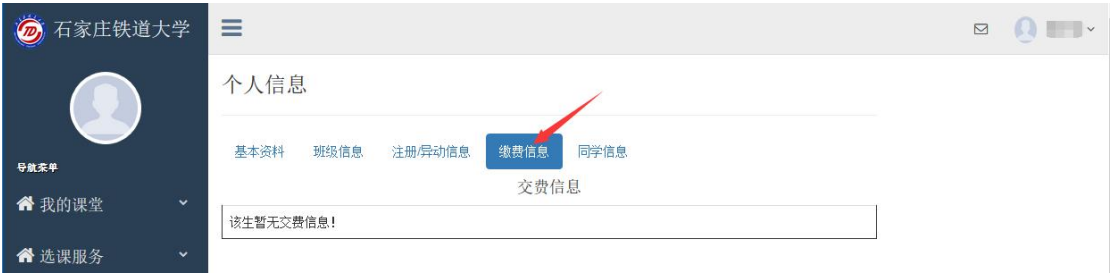 石家庄铁道大学
个人信息
基本资料 班级信息 注册/异动信息 缴费信息 同学信息
导航菜单
交费信息
我的课堂
该生暂无交费信息!
选课服务